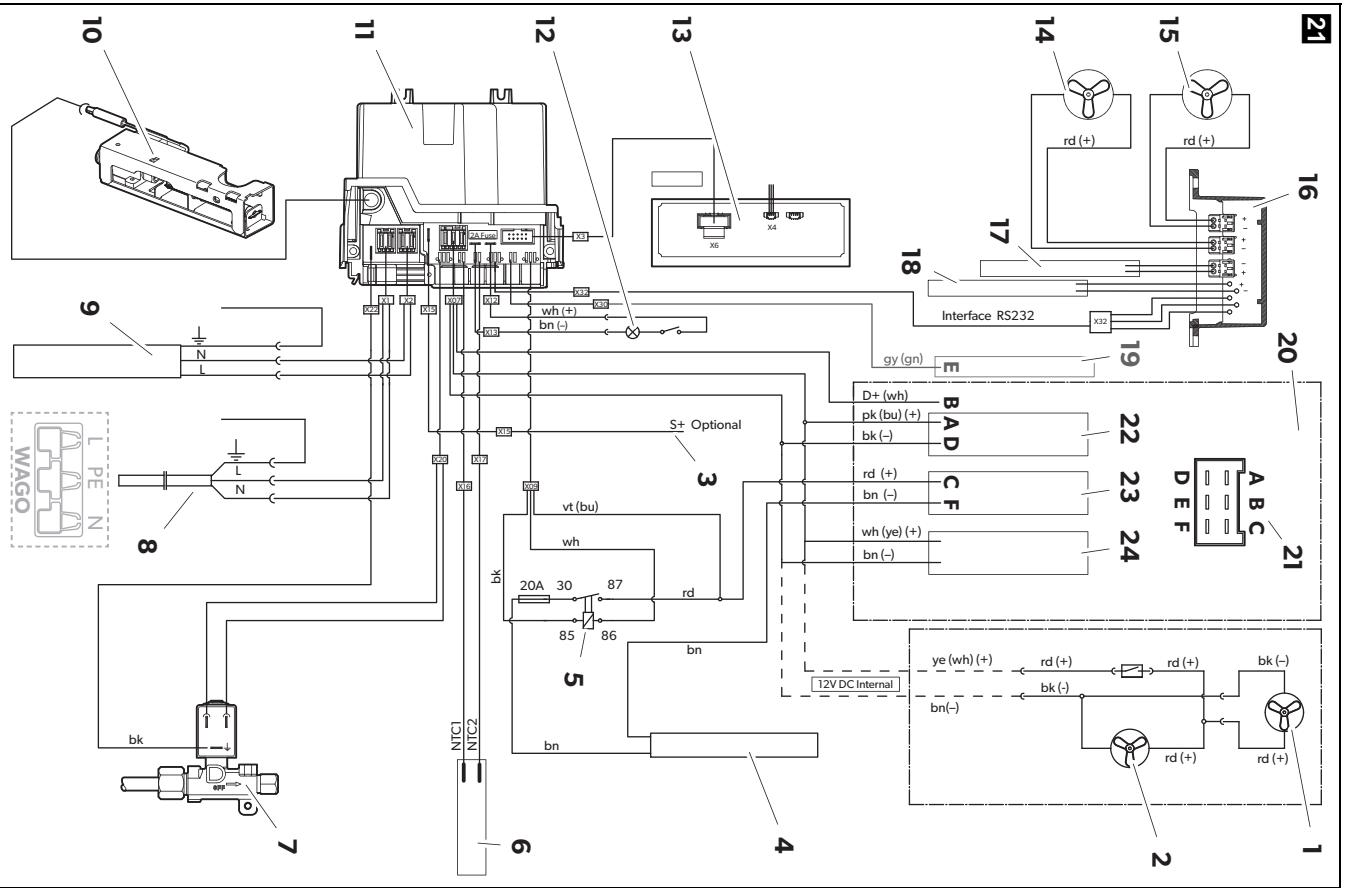 21
10
11
12
13
14
15
16
rd (+)
rd (+)
+
–
+
–
–
+
+
–
17
18
X6
X4
2A Fuse
X3
X32
X30
Interface RS232
X32
X22
X1
X2
X15
X07
X12
wh (+)
bn (–)
X13
9
N
L
gy (gn)
E
19
20
D+ (wh)
B
pk (bu) (+)
A
bk (–)
D
22
S+ Optional
X15
3
X20
X17
X16
X09
rd (+)
C
bn (–)
F
23
wh (ye) (+)
bn (–)
24
A B C
D E F
21
L PE N
WAGO
L
N
8
vt (bu)
wh
bk
20A
30
87
rd
85
86
5
bn
bn
4
ye (wh) (+)
12V DC Internal
bn(–)
rd (+)
rd (+)
bk (–)
bk (-)
rd (+)
rd (+)
1
2
bk
NTC1
NTC2
OFF
7
6